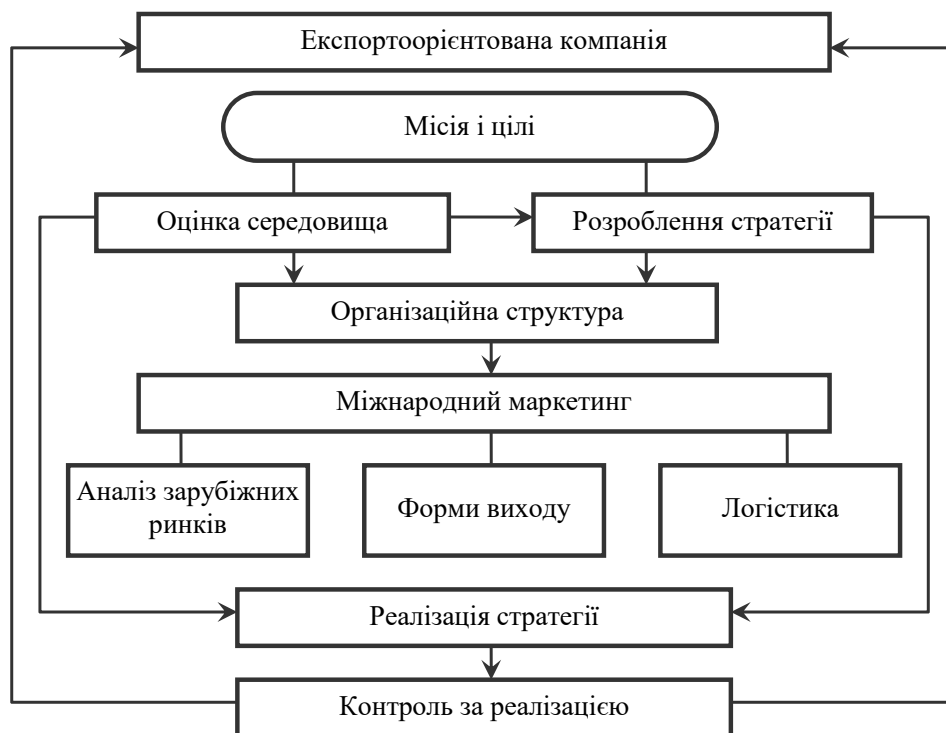 Експортоорієнтована компанія
Місія і цілі
Оцінка середовища
Розроблення стратегії
Організаційна структура
Міжнародний маркетинг
Аналіз зарубіжних
ринків
Форми виходу
Логістика
Реалізація стратегії
Контроль за реалізацією